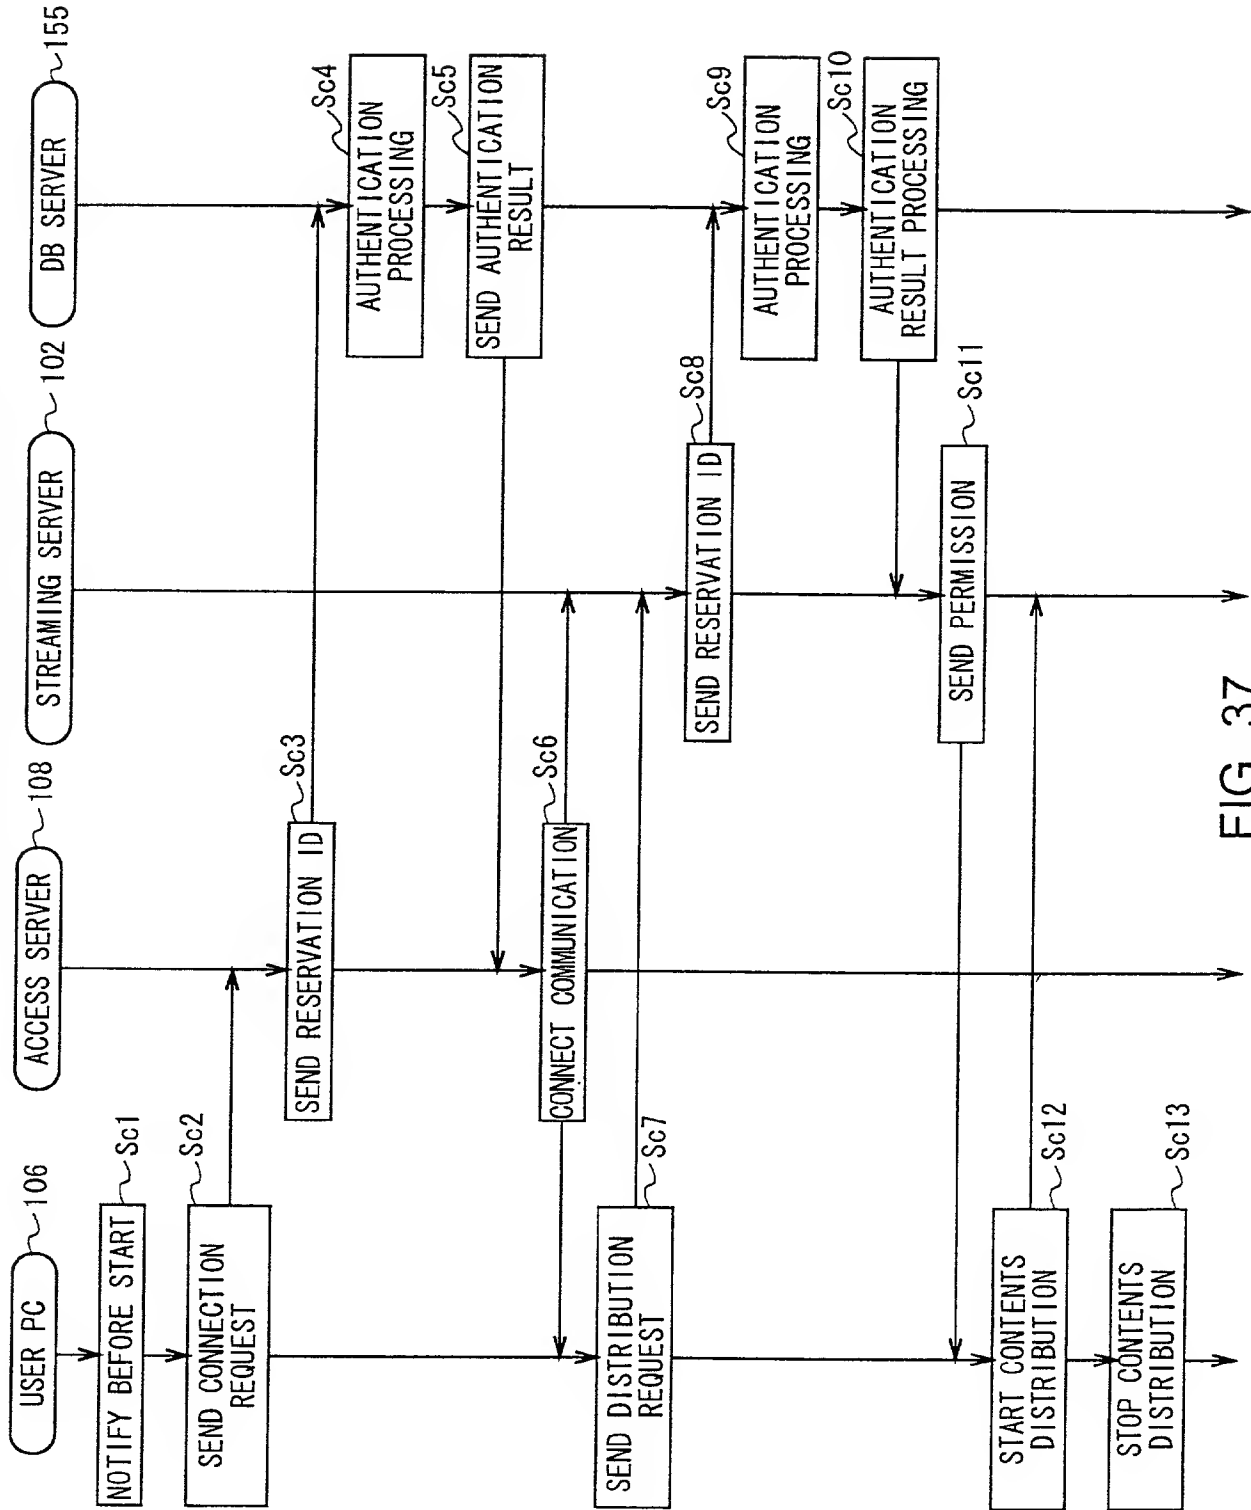 USER PC
106
ACCESS SERVER
108
STREAMING SERVER
102
DB SERVER
155
NOTIFY BEFORE START
Sc1
SEND CONNECTION
REQUEST
Sc2
SEND RESERVATION ID
Sc3
AUTHENTICATION
PROCESSING
Sc4
SEND AUTHENTICATION
RESULT
Sc5
CONNECT COMMUNICATION
Sc6
SEND DISTRIBUTION
REQUEST
Sc7
SEND RESERVATION ID
Sc8
AUTHENTICATION
PROCESSING
Sc9
AUTHENTICATION
RESULT PROCESSING
Sc10
SEND PERMISSION
Sc11
START CONTENTS
DISTRIBUTION
Sc12
STOP CONTENTS
DISTRIBUTION
Sc13
FIG. 37